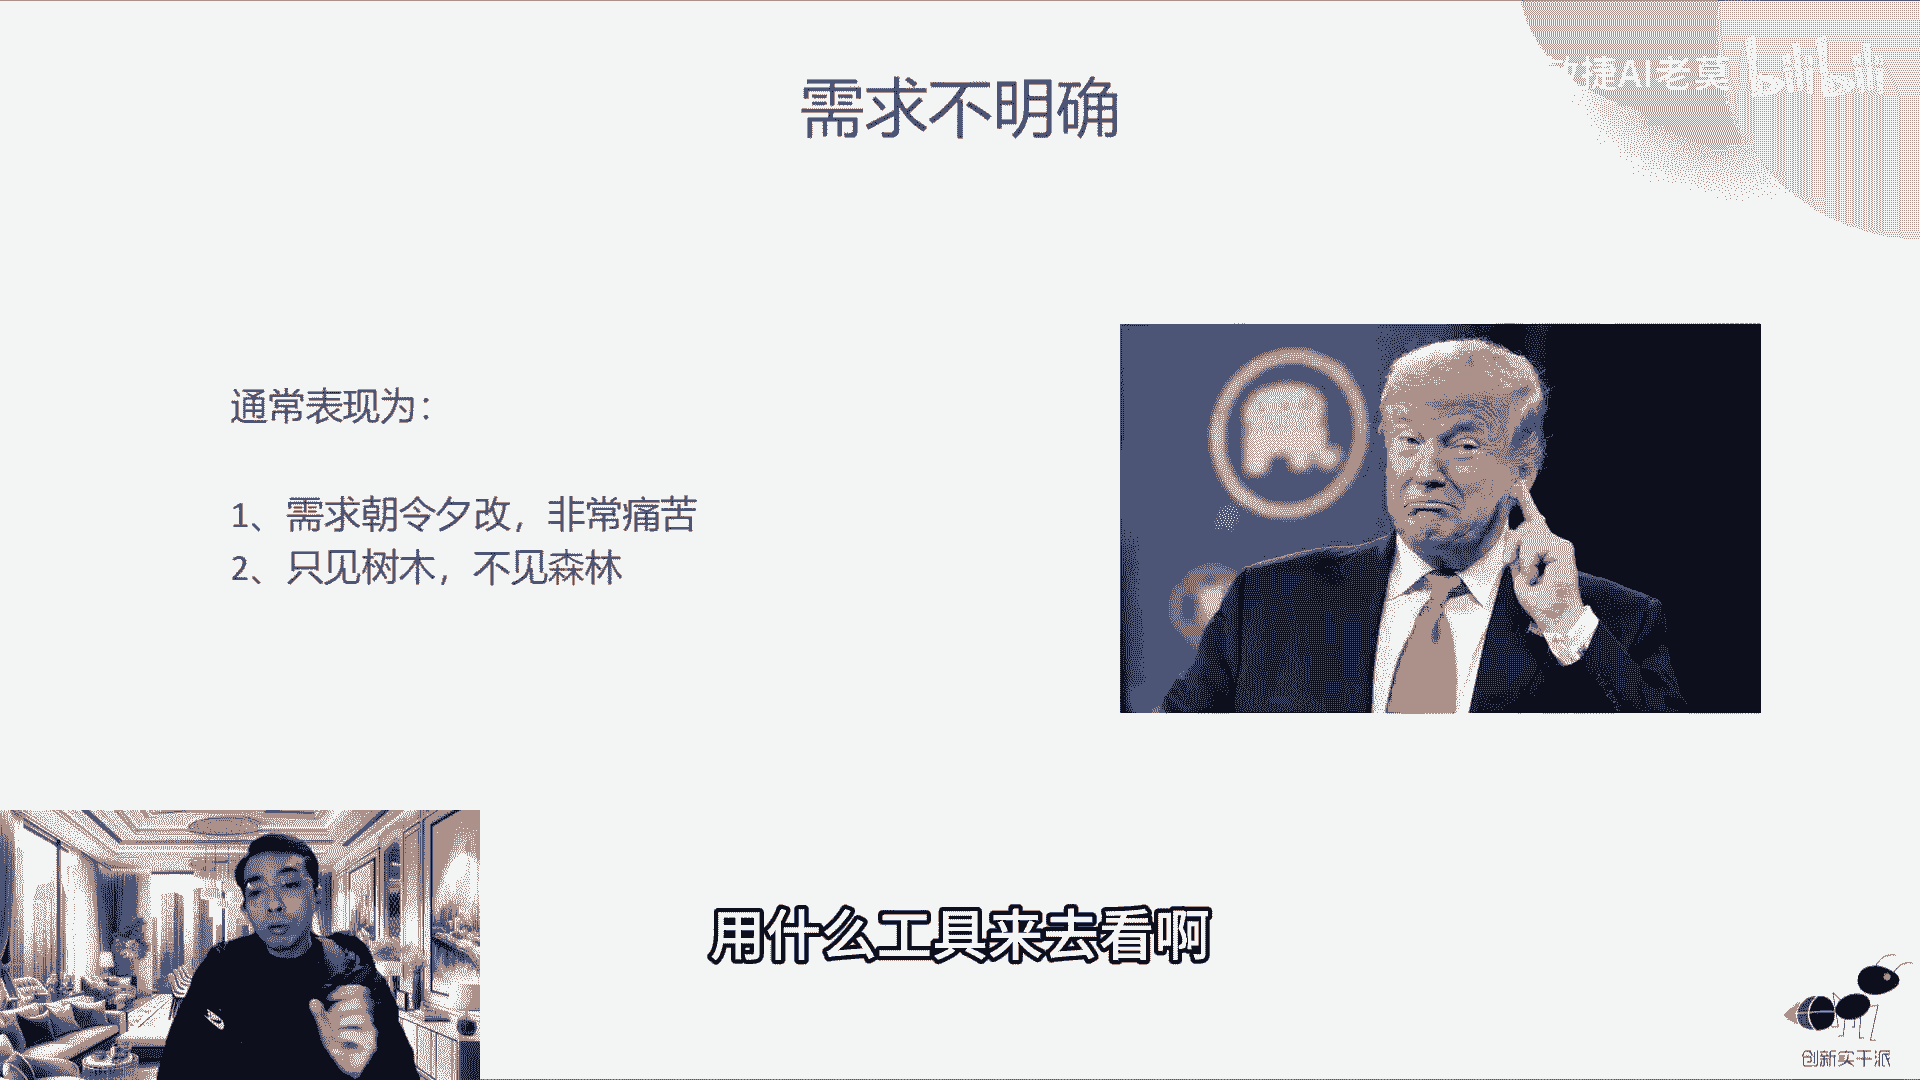 需求不明确
敏捷AI老莫 bilibili
通常表现为：
1、需求朝令夕改，非常痛苦
2、只见树木，不见森林
用什么工具来去看啊
创新实干派